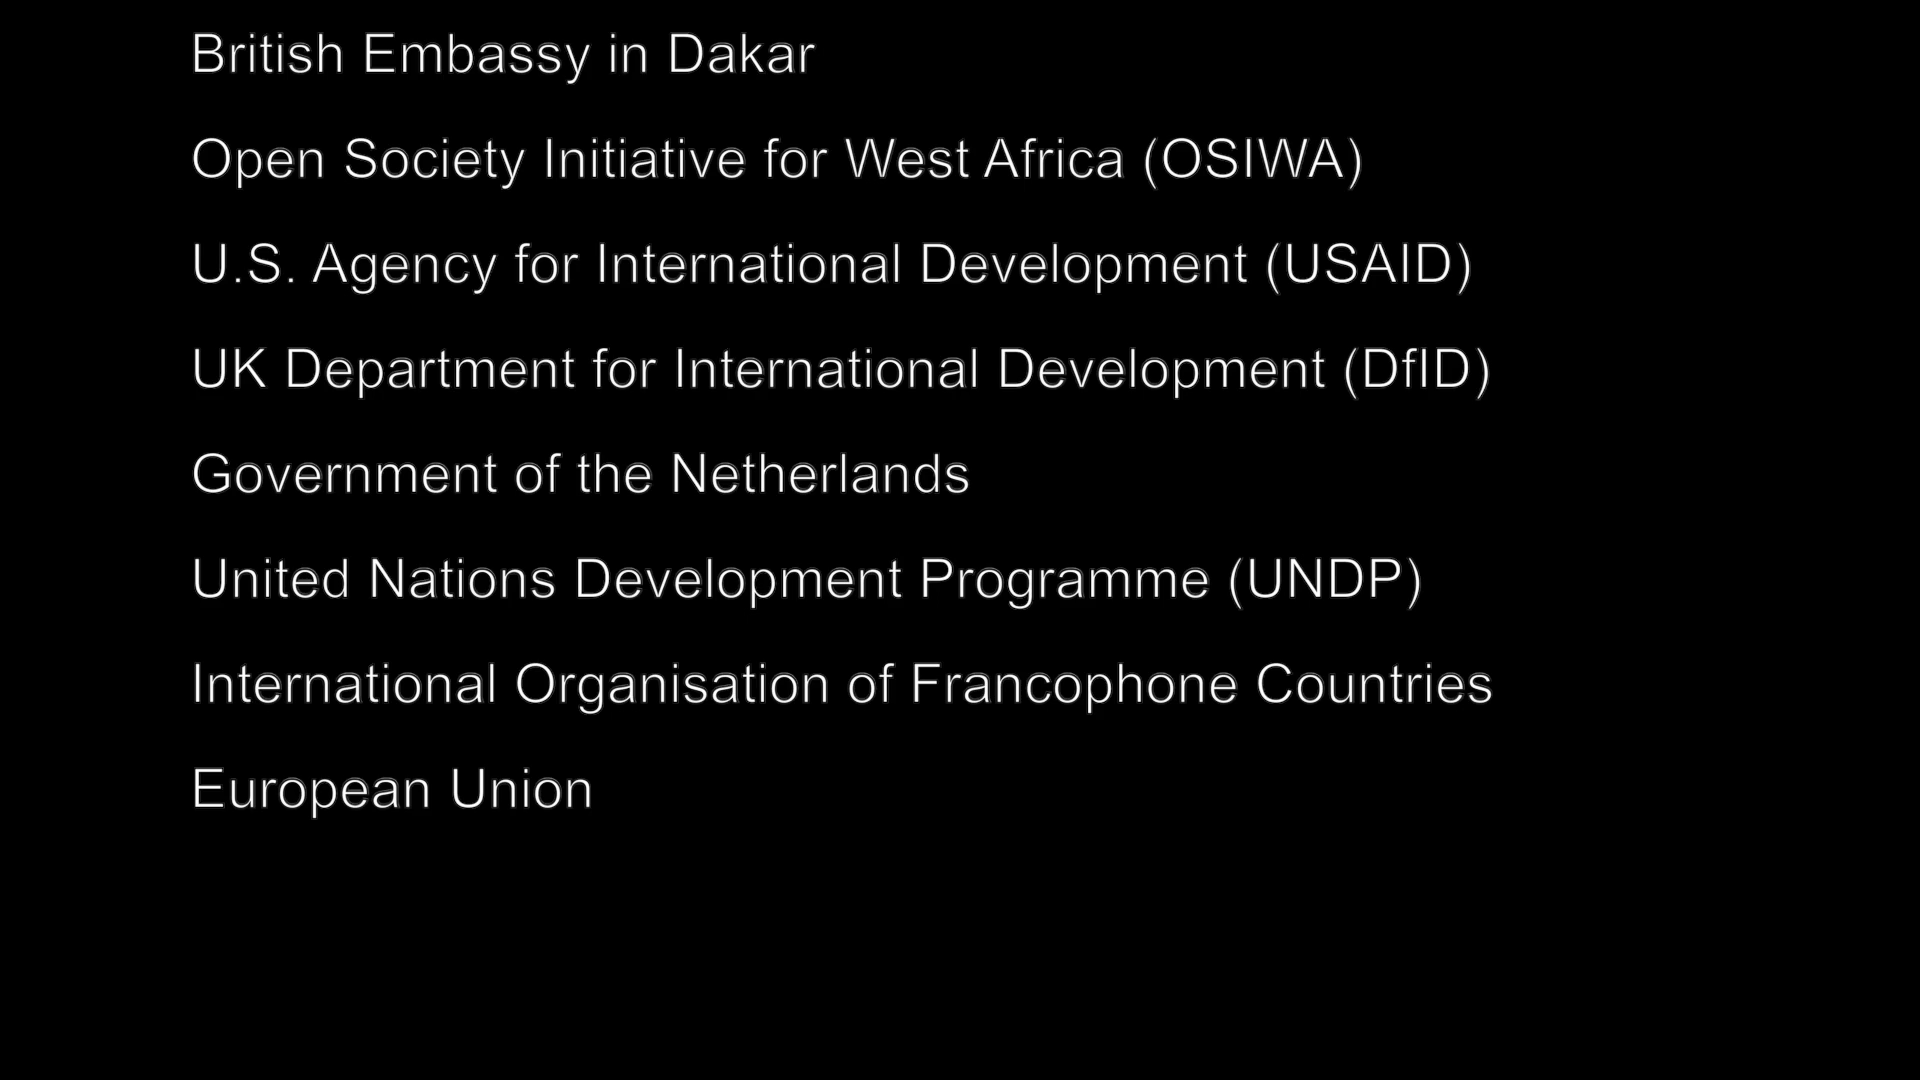 British Embassy in Dakar
Open Society Initiative for West Africa (OSIWA)
U.S. Agency for International Development (USAID)
UK Department for International Development (DfID)
Government of the Netherlands
United Nations Development Programme (UNDP)
International Organisation of Francophone Countries
European Union